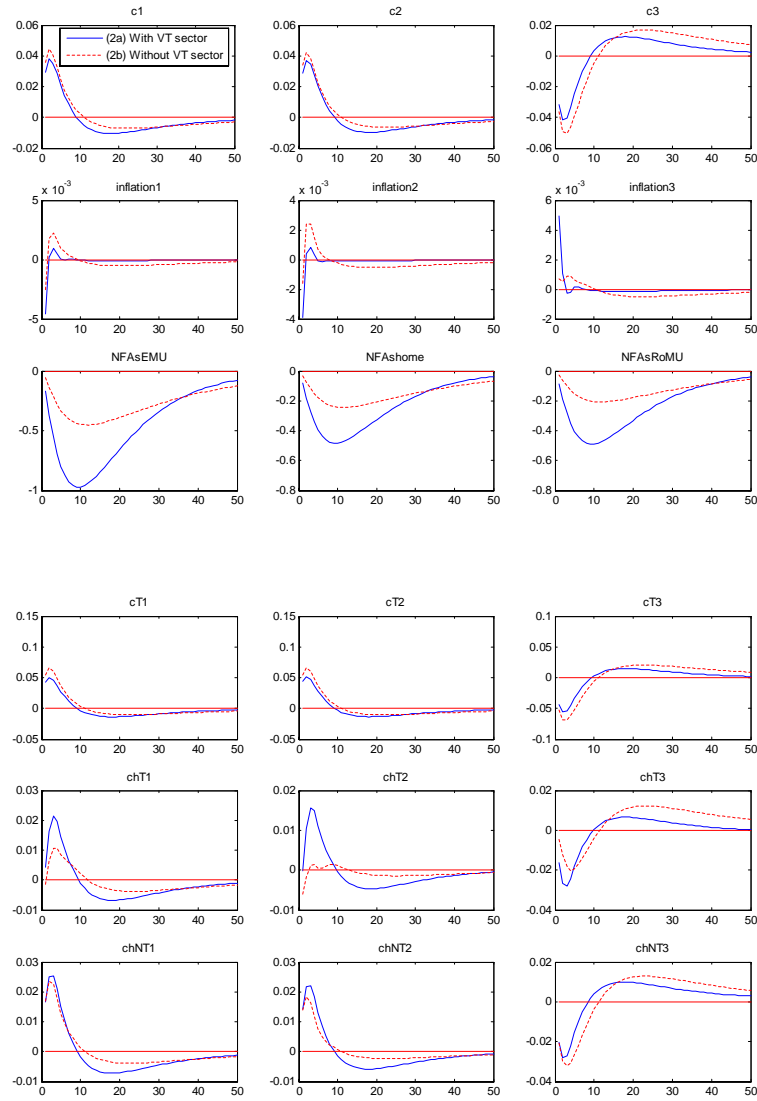 c1 c2 c3
0.06 0.06 0.02
(2a) With VT sector
(2b) Without VT sector
0.04 0.04 0
0.02 0.02 -0.02
0 0 -0.04
-0.02 -0.02 -0.06
0 10 20 30 40 50 0 10 20 30 40 50 0 10 20 30 40 50
x 10⁻³ inflation1 x 10⁻³ inflation2 x 10⁻³ inflation3
5 4 6
2 4
0 0 2
-2 0
-5 -4 -2
0 10 20 30 40 50 0 10 20 30 40 50 0 10 20 30 40 50
NFAsEMU NFAshome NFAsRoMU
0 0 0
-0.2 -0.2
-0.5 -0.4 -0.4
-0.6 -0.6
-1 -0.8 -0.8
0 10 20 30 40 50 0 10 20 30 40 50 0 10 20 30 40 50
cT1 cT2 cT3
0.15 0.15 0.1
0.1 0.1 0.05
0.05 0.05 0
0 0 -0.05
-0.05 -0.05 -0.1
0 10 20 30 40 50 0 10 20 30 40 50 0 10 20 30 40 50
chT1 chT2 chT3
0.03 0.02 0.02
0.02 0.01 0
0.01 0 -0.02
0
-0.01 -0.01 -0.04
0 10 20 30 40 50 0 10 20 30 40 50 0 10 20 30 40 50
chNT1 chNT2 chNT3
0.03 0.03 0.02
0.02 0.02 0
0.01 0.01 -0.02
0 0
-0.01 -0.01 -0.04
0 10 20 30 40 50 0 10 20 30 40 50 0 10 20 30 40 50